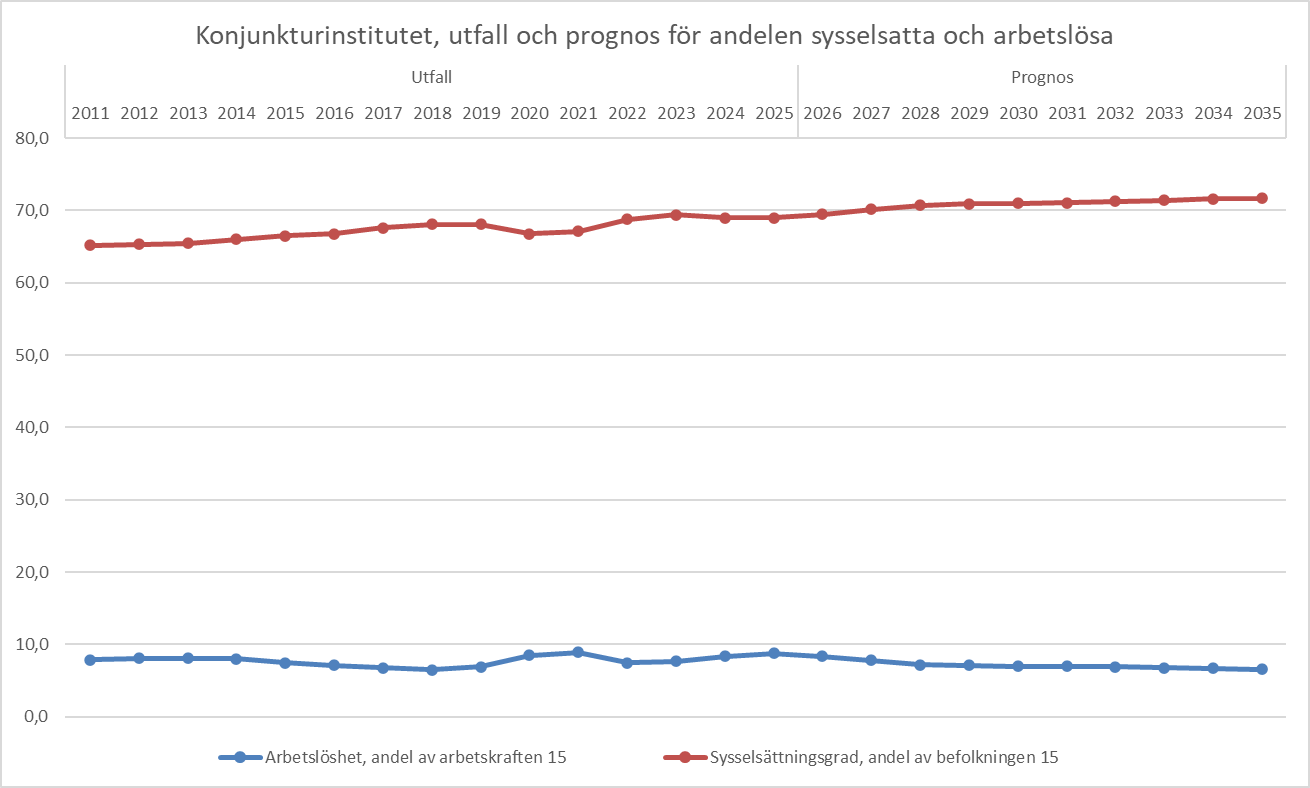 Konjunkturinstitutet, utfall och prognos för andelen sysselsatta och arbetslösa
Utfall Prognos
2011 2012 2013 2014 2015 2016 2017 2018 2019 2020 2021 2022 2023 2024 2025 2026 2027 2028 2029 2030 2031 2032 2033 2034 2035
80,0
70,0
60,0
50,0
40,0
30,0
20,0
10,0
0,0
Arbetslöshet, andel av arbetskraften 15 Sysselsättningsgrad, andel av befolkningen 15